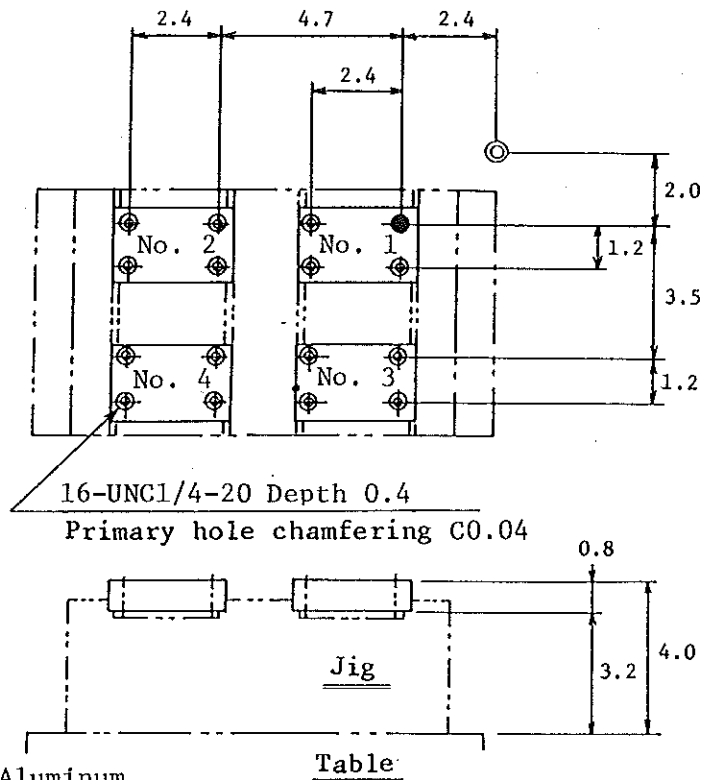 2.4 4.7 2.4
2.4
2.0
No. 2 No. 1
1.2
3.5
No. 4 No. 3
1.2
16-UNC1/4-20 Depth 0.4
Primary hole chamfering C0.04
0.8
Jig
3.2
4.0
Table
Aluminum